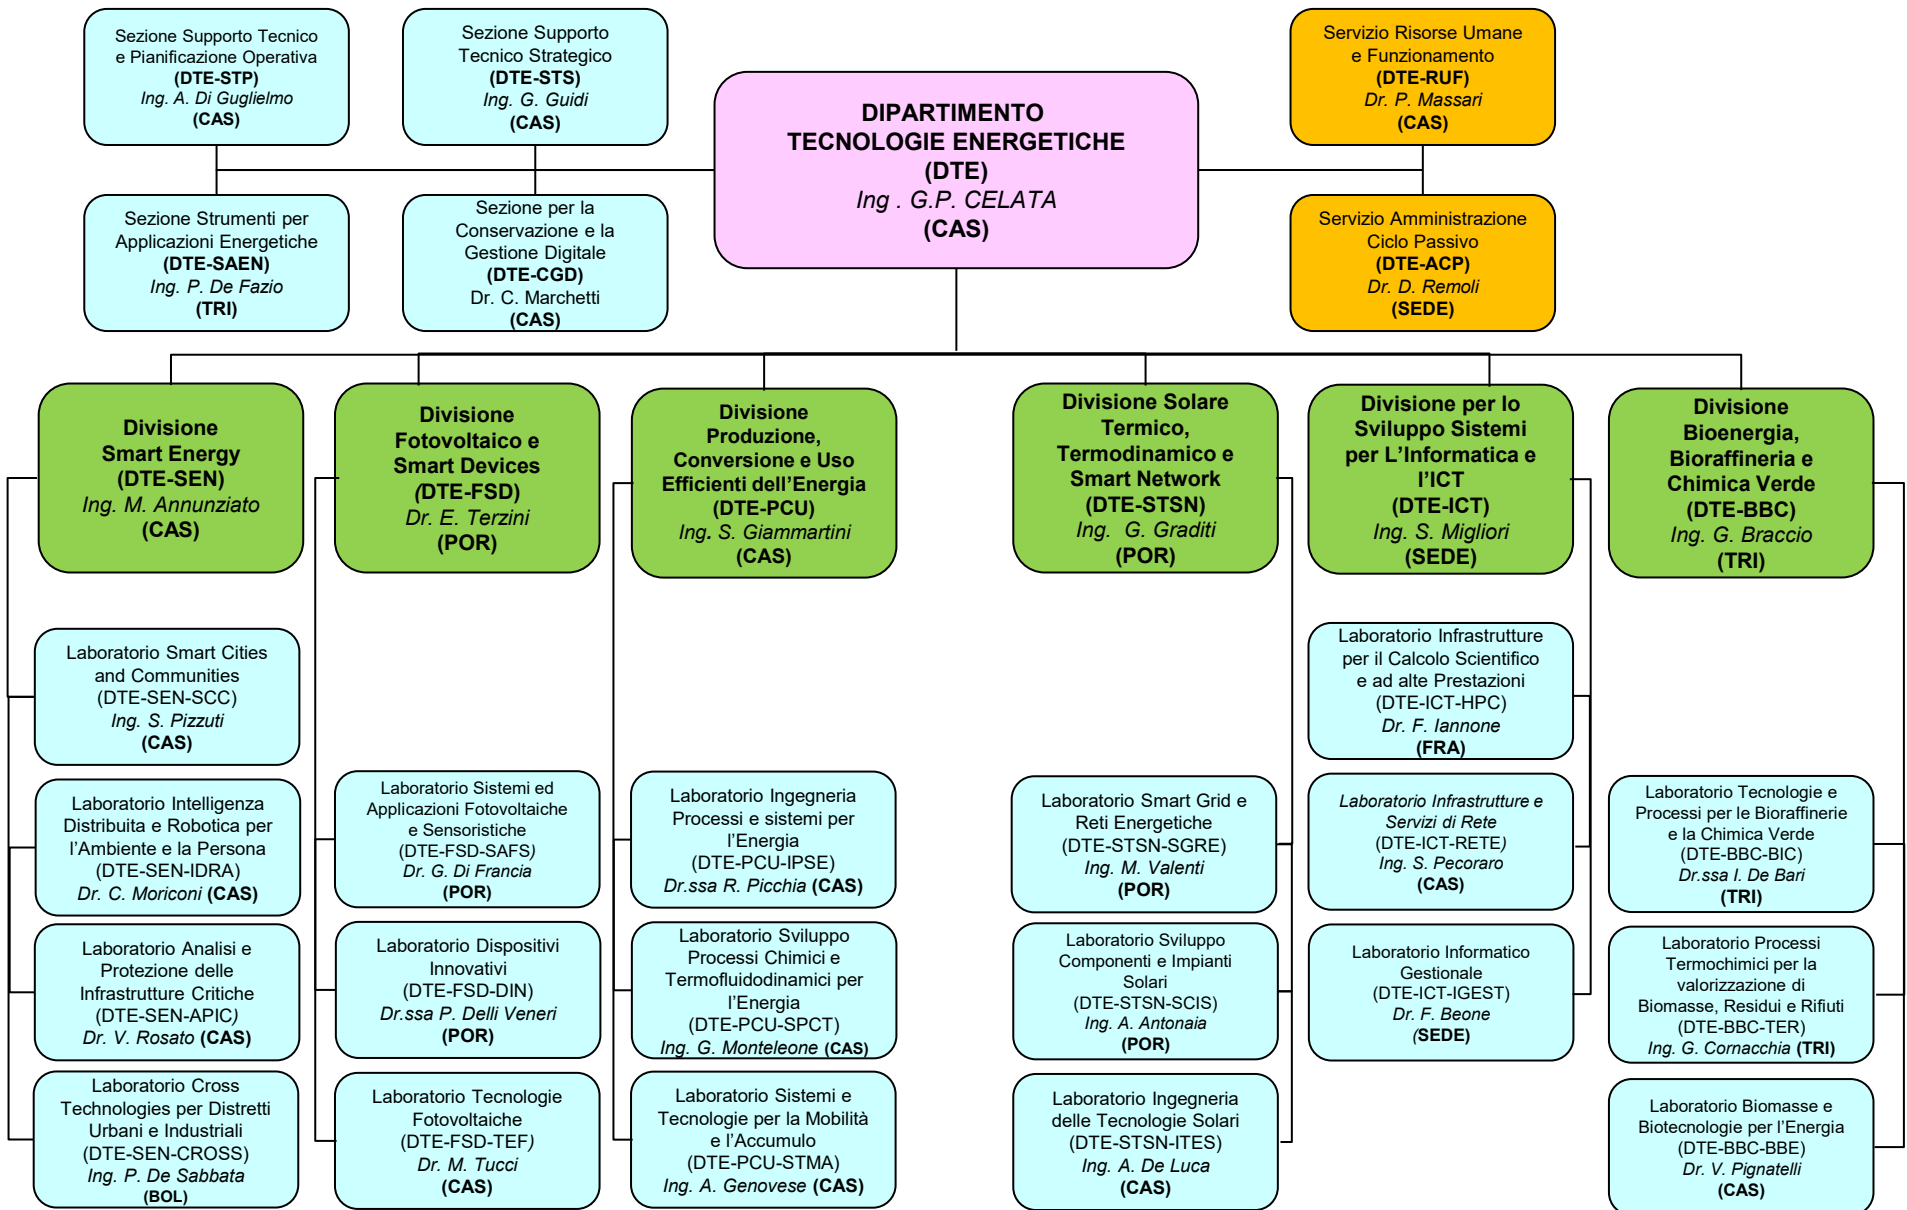 Sezione Supporto Tecnico
e Pianificazione Operativa
(DTE-STP)
Ing. A. Di Guglielmo
(CAS)
Sezione Supporto
Tecnico Strategico
(DTE-STS)
Ing. G. Guidi
(CAS)
DIPARTIMENTO
TECNOLOGIE ENERGETICHE
(DTE)
Ing . G.P. CELATA
(CAS)
Servizio Risorse Umane
e Funzionamento
(DTE-RUF)
Dr. P. Massari
(CAS)
Sezione Strumenti per
Applicazioni Energetiche
(DTE-SAEN)
Ing. P. De Fazio
(TRI)
Sezione per la
Conservazione e la
Gestione Digitale
(DTE-CGD)
Dr. C. Marchetti
(CAS)
Servizio Amministrazione
Ciclo Passivo
(DTE-ACP)
Dr. D. Remoli
(SEDE)
Divisione
Smart Energy
(DTE-SEN)
Ing. M. Annunziato
(CAS)
Divisione
Fotovoltaico e
Smart Devices
(DTE-FSD)
Dr. E. Terzini
(POR)
Divisione
Produzione,
Conversione e Uso
Efficienti dell’Energia
(DTE-PCU)
Ing. S. Giammartini
(CAS)
Divisione Solare
Termico,
Termodinamico e
Smart Network
(DTE-STSN)
Ing. G. Graditi
(POR)
Divisione per lo
Sviluppo Sistemi
per L’Informatica e
l’ICT
(DTE-ICT)
Ing. S. Migliori
(SEDE)
Divisione
Bioenergia,
Bioraffineria e
Chimica Verde
(DTE-BBC)
Ing. G. Braccio
(TRI)
Laboratorio Smart Cities
and Communities
(DTE-SEN-SCC)
Ing. S. Pizzuti
(CAS)
Laboratorio Intelligenza
Distribuita e Robotica per
l’Ambiente e la Persona
(DTE-SEN-IDRA)
Dr. C. Moriconi (CAS)
Laboratorio Analisi e
Protezione delle
Infrastrutture Critiche
(DTE-SEN-APIC)
Dr. V. Rosato (CAS)
Laboratorio Cross
Technologies per Distretti
Urbani e Industriali
(DTE-SEN-CROSS)
Ing. P. De Sabbata
(BOL)
Laboratorio Sistemi ed
Applicazioni Fotovoltaiche
e Sensoristiche
(DTE-FSD-SAFS)
Dr. G. Di Francia
(POR)
Laboratorio Dispositivi
Innovativi
(DTE-FSD-DIN)
Dr.ssa P. Delli Veneri
(POR)
Laboratorio Tecnologie
Fotovoltaiche
(DTE-FSD-TEF)
Dr. M. Tucci
(CAS)
Laboratorio Ingegneria
Processi e sistemi per
l’Energia
(DTE-PCU-IPSE)
Dr.ssa R. Picchia (CAS)
Laboratorio Sviluppo
Processi Chimici e
Termofluidodinamici per
l’Energia
(DTE-PCU-SPCT)
Ing. G. Monteleone (CAS)
Laboratorio Sistemi e
Tecnologie per la Mobilità
e l’Accumulo
(DTE-PCU-STMA)
Ing. A. Genovese (CAS)
Laboratorio Smart Grid e
Reti Energetiche
(DTE-STSN-SGRE)
Ing. M. Valenti
(POR)
Laboratorio Sviluppo
Componenti e Impianti
Solari
(DTE-STSN-SCIS)
Ing. A. Antonaia
(POR)
Laboratorio Ingegneria
delle Tecnologie Solari
(DTE-STSN-ITES)
Ing. A. De Luca
(CAS)
Laboratorio Infrastrutture
per il Calcolo Scientifico
e ad alte Prestazioni
(DTE-ICT-HPC)
Dr. F. Iannone
(FRA)
Laboratorio Infrastrutture e
Servizi di Rete
(DTE-ICT-RETE)
Ing. S. Pecoraro
(CAS)
Laboratorio Informatico
Gestionale
(DTE-ICT-IGEST)
Dr. F. Beone
(SEDE)
Laboratorio Tecnologie e
Processi per le Bioraffinerie
e la Chimica Verde
(DTE-BBC-BIC)
Dr.ssa I. De Bari
(TRI)
Laboratorio Processi
Termochimici per la
valorizzazione di
Biomasse, Residui e Rifiuti
(DTE-BBC-TER)
Ing. G. Cornacchia (TRI)
Laboratorio Biomasse e
Biotecnologie per l’Energia
(DTE-BBC-BBE)
Dr. V. Pignatelli
(CAS)